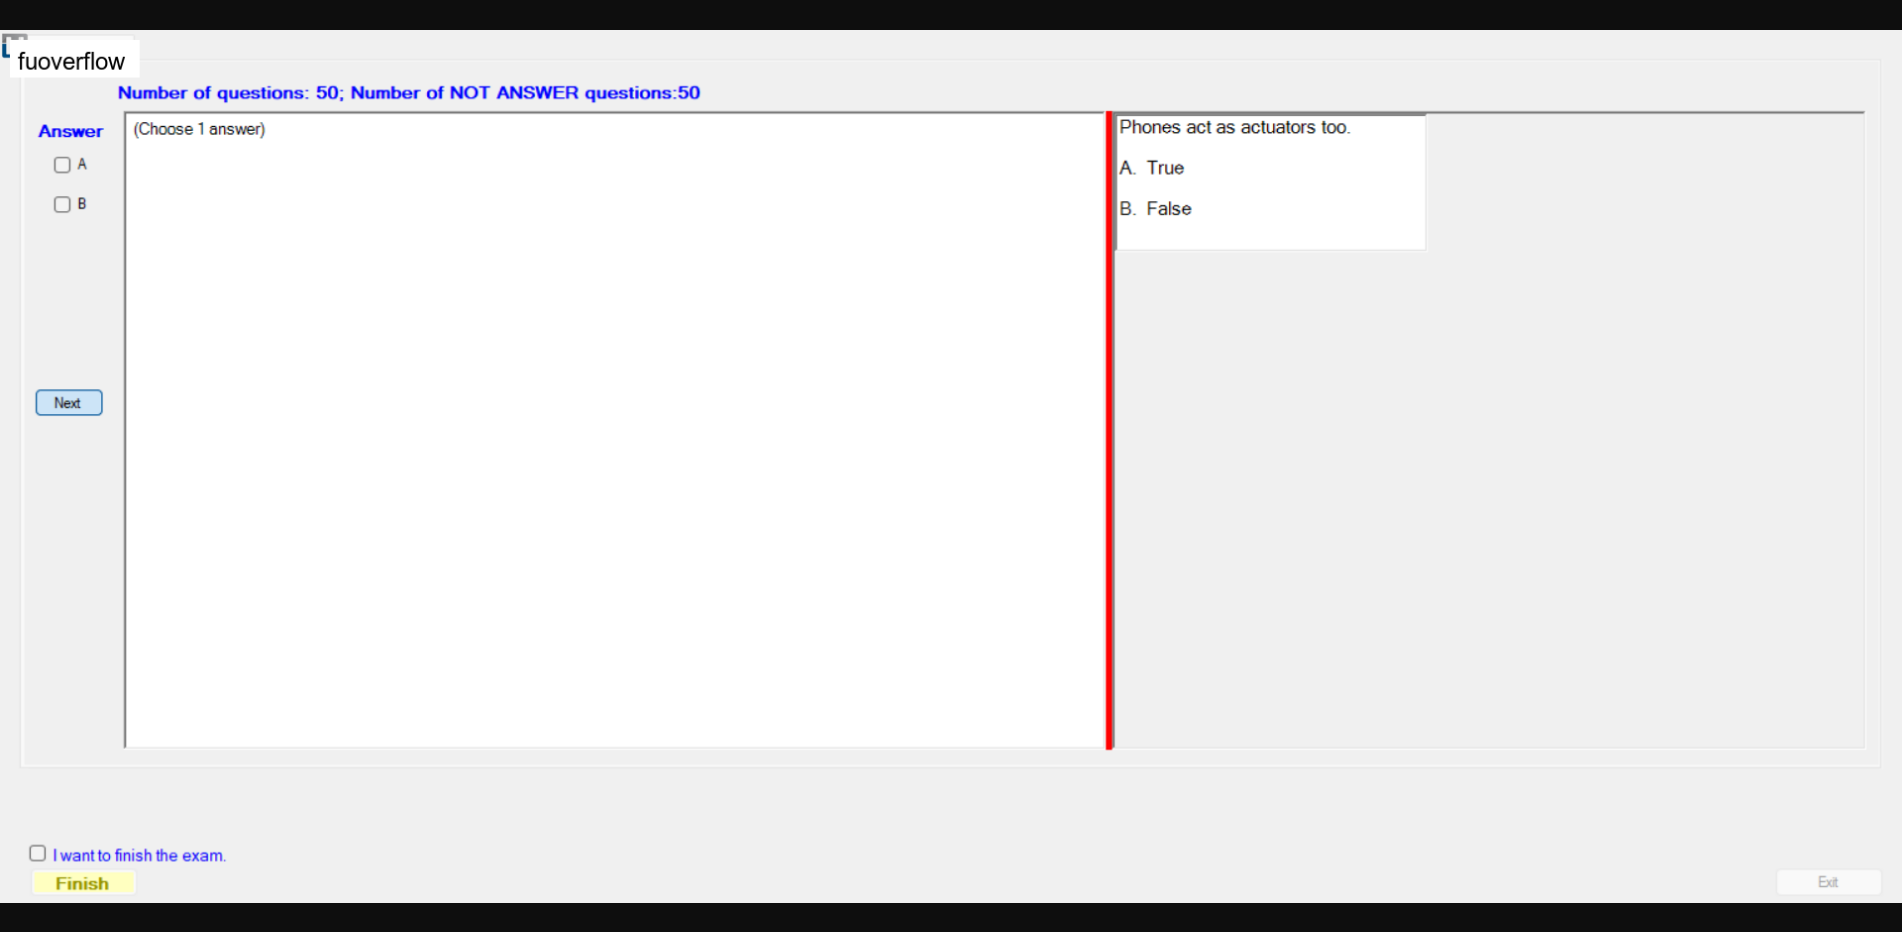 fuoverflow
Number of questions: 50; Number of NOT ANSWER questions:50
Answer
A
B
Next
(Choose 1 answer)
Phones act as actuators too.
A. True
B. False
I want to finish the exam.
Finish
Exit